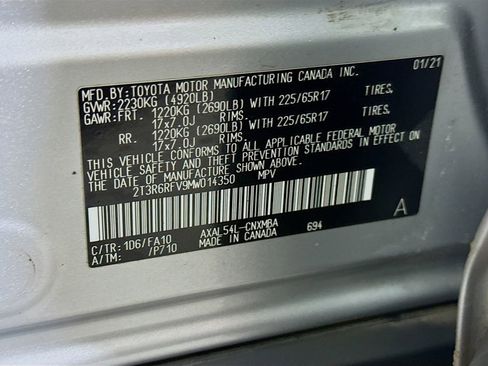 MFD.BY:TOYOTA MOTOR MANUFACTURING CANADA INC. 01/21
GVWR:2230KG (4920LB)
GAWR:FRT. 1220KG (2690LB) WITH 225/65R17 TIRES.
17x7.0J RIMS.
RR. 1220KG (2690LB) WITH 225/65R17 TIRES.
17x7.0J RIMS.
THIS VEHICLE CONFORMS TO ALL APPLICABLE FEDERAL MOTOR
VEHICLE SAFETY AND THEFT PREVENTION STANDARDS IN EFFECT ON
THE DATE OF MANUFACTURE SHOWN ABOVE.
2T3R6RFV9MW014350 MPV
C/TR:1D6/FA10 AXAL54L-CNXMBA A
A/TM: /P710 MADE IN CANADA 694